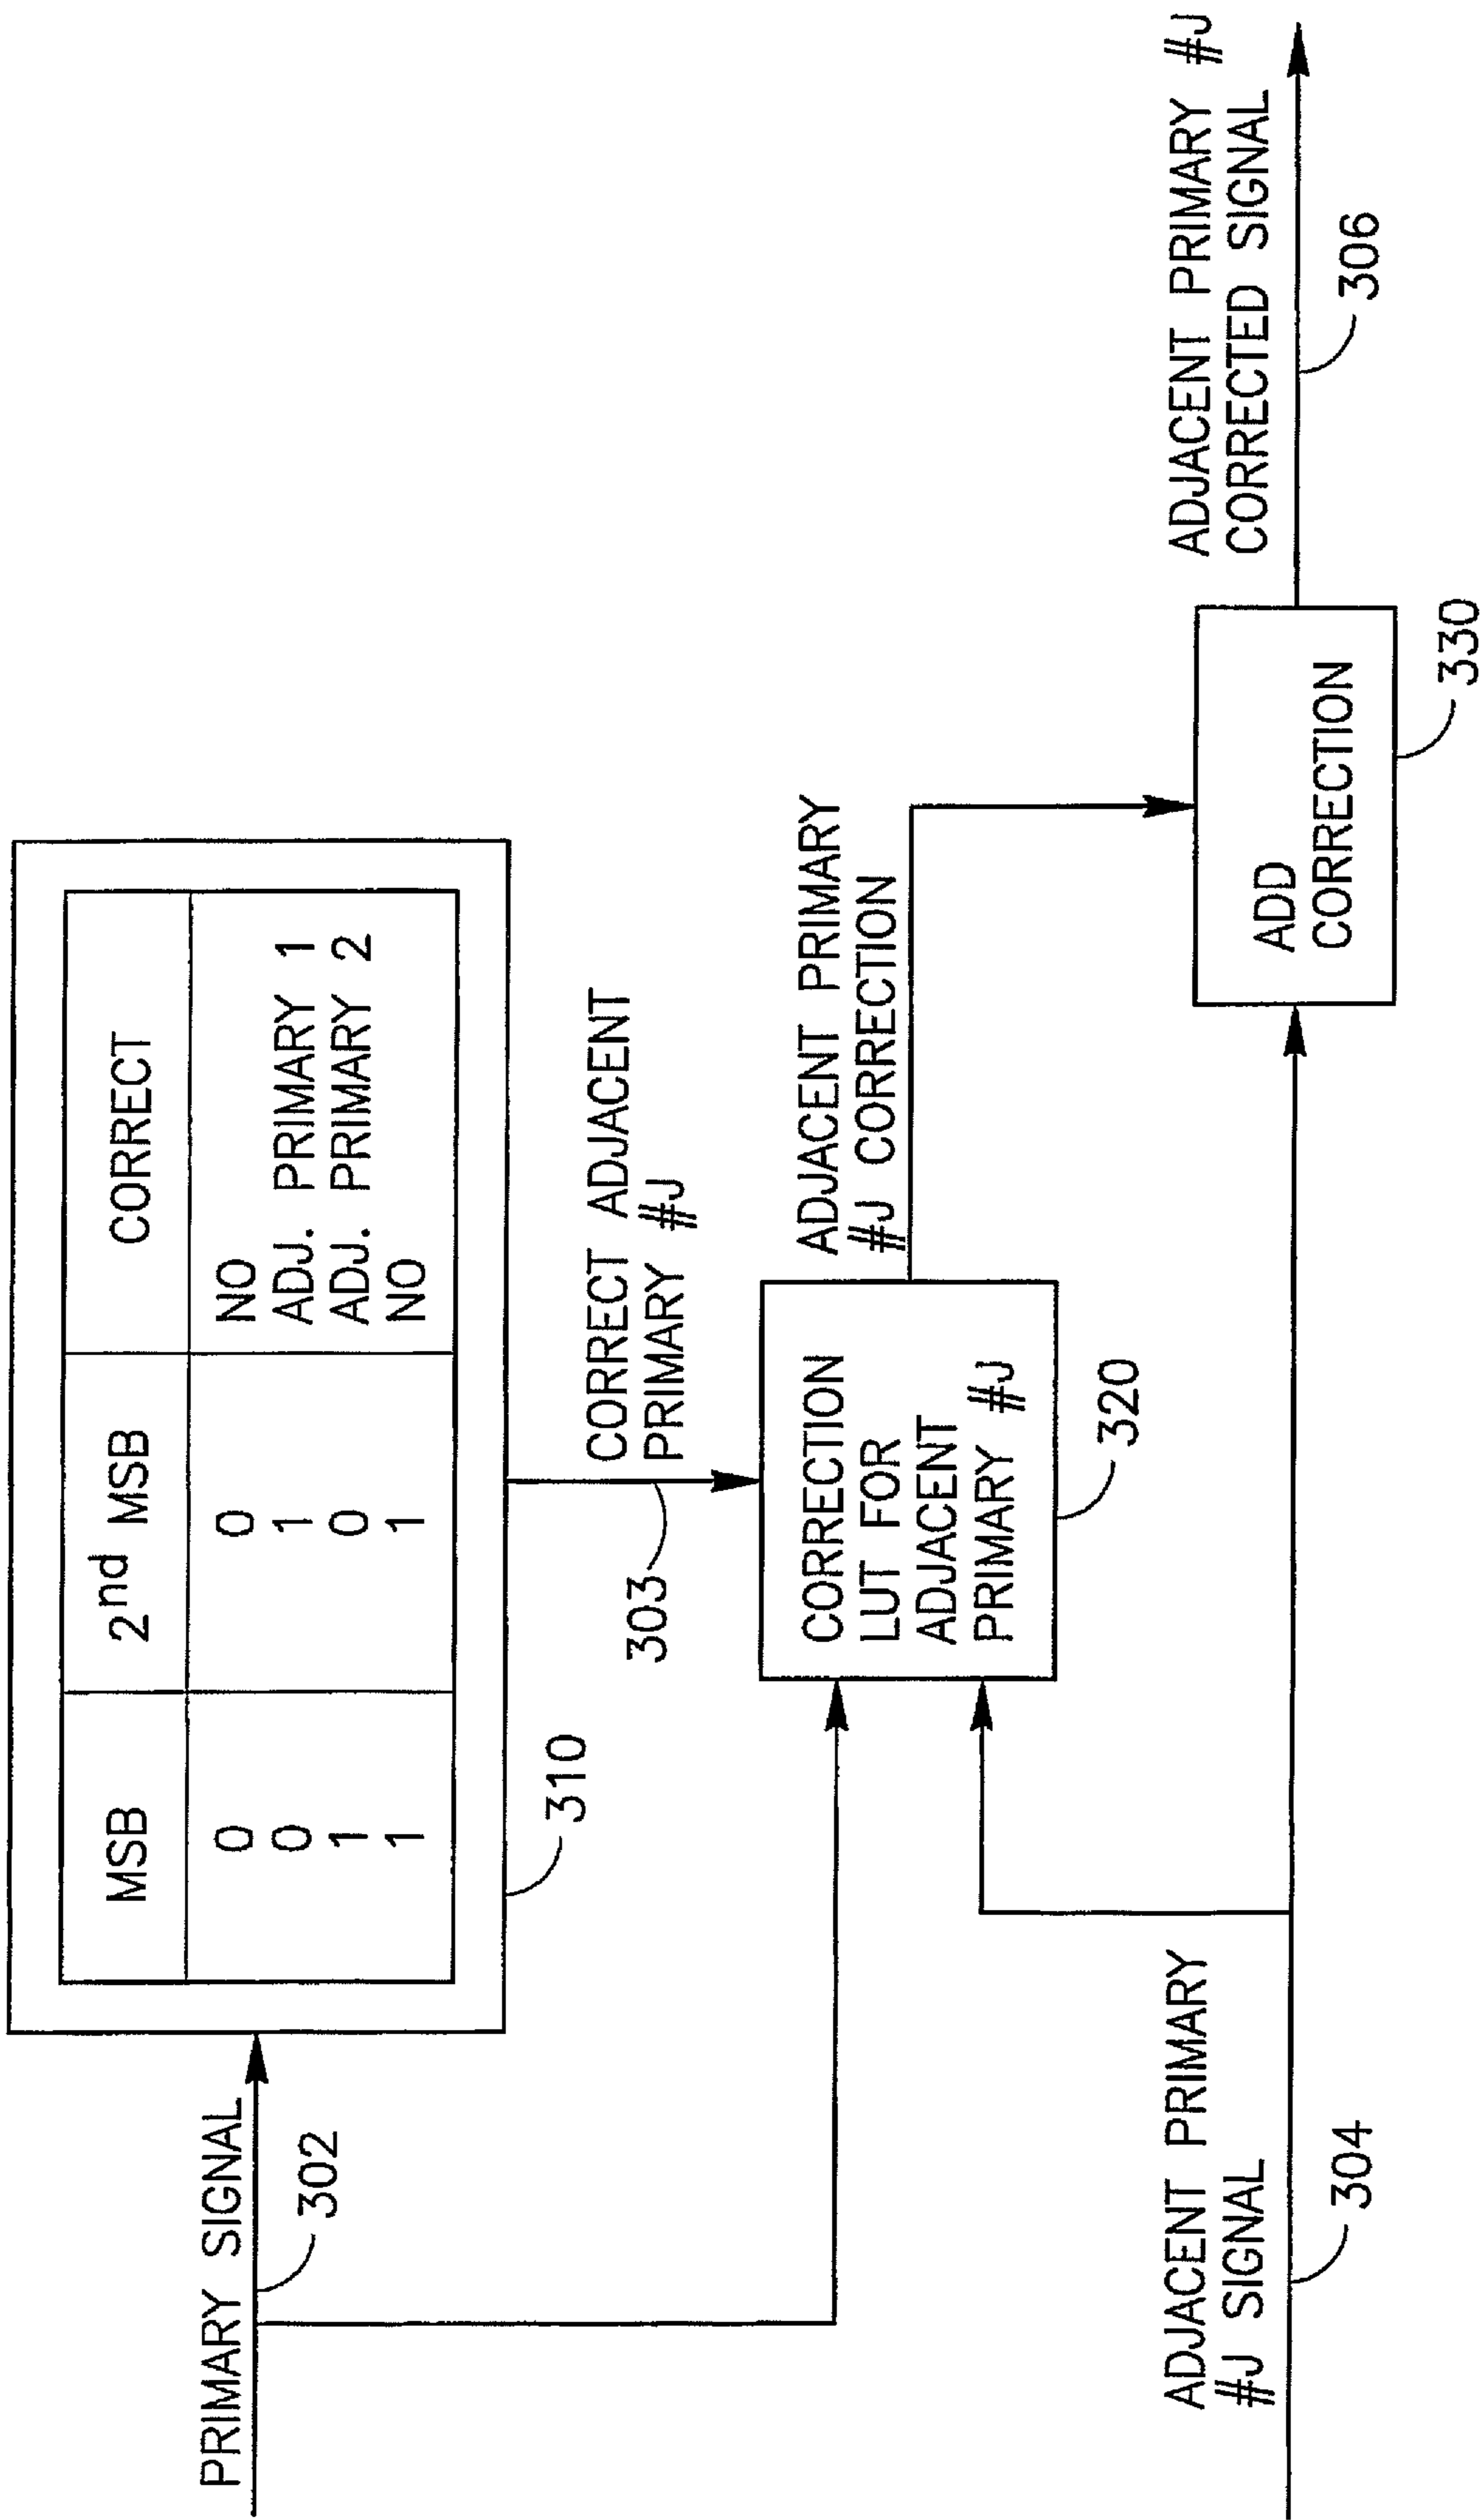 PRIMARY SIGNAL
302
MSB 2nd MSB CORRECT
0 0 NO
0 1 ADJ. PRIMARY 1
1 0 ADJ. PRIMARY 2
1 1 NO
310
303
CORRECT ADJACENT
PRIMARY #J
CORRECTION
LUT FOR
ADJACENT
PRIMARY #J
320
ADJACENT PRIMARY
#J CORRECTION
ADJACENT PRIMARY
#J SIGNAL
304
ADD
CORRECTION
330
ADJACENT PRIMARY #J
CORRECTED SIGNAL
306